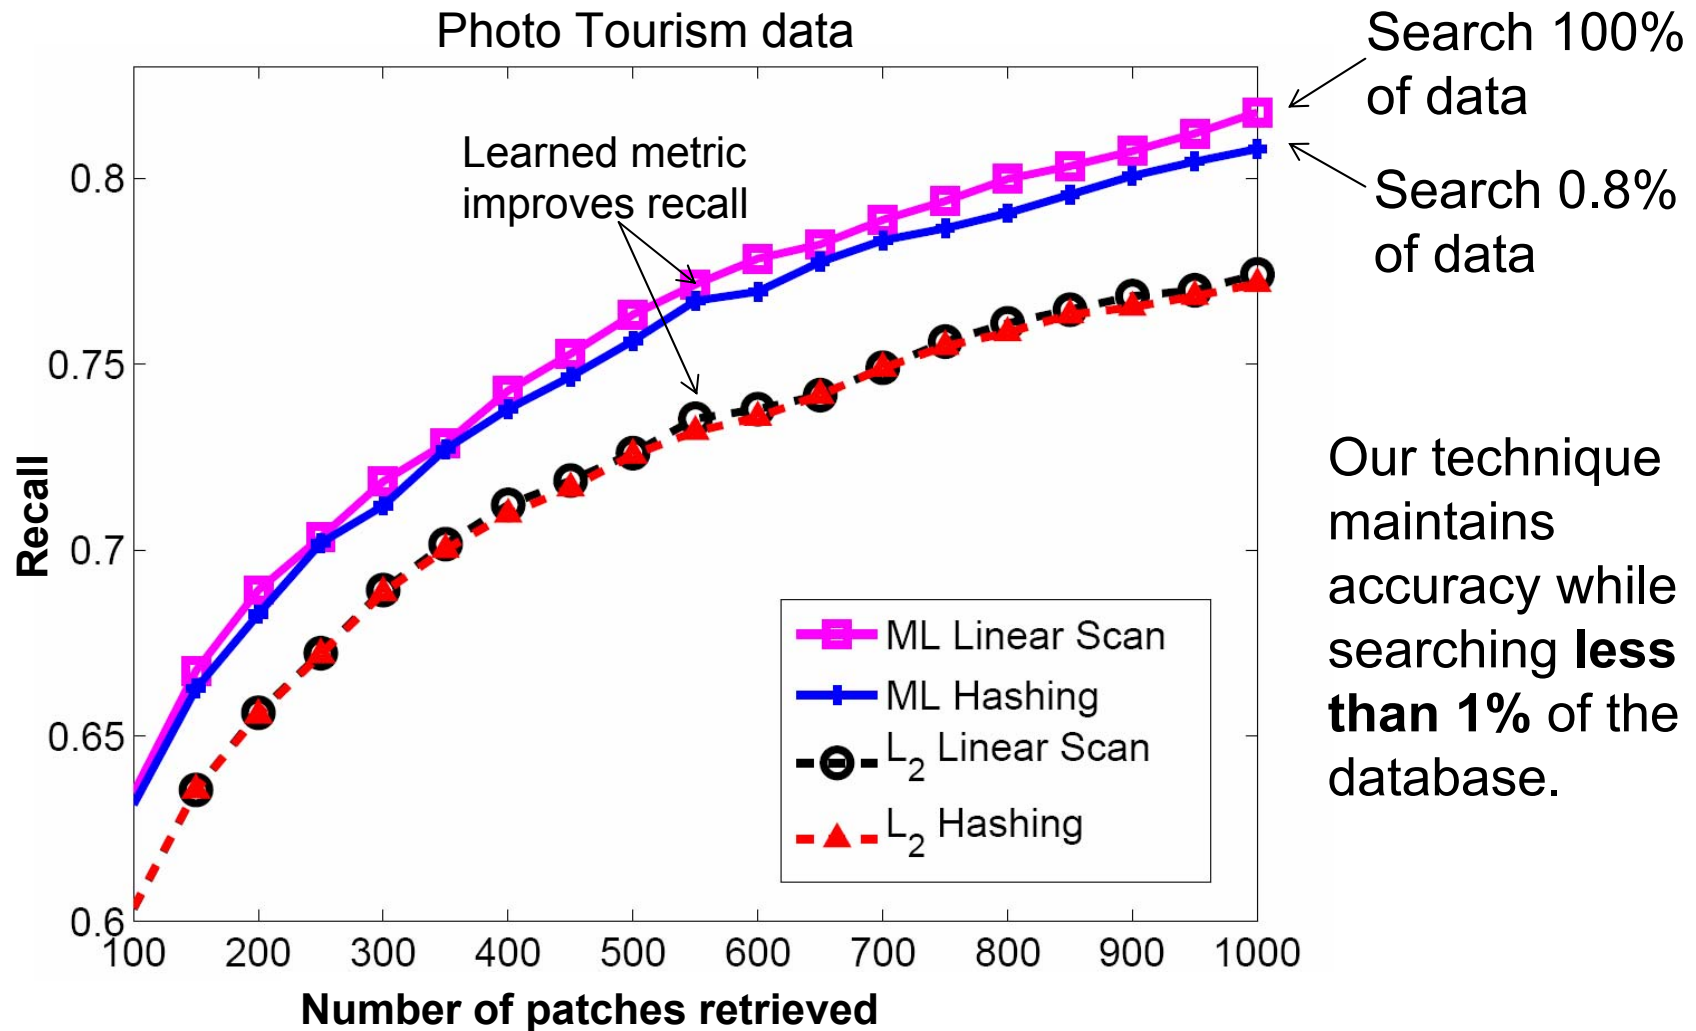 Photo Tourism data
Search 100%
of data
Learned metric
improves recall
Search 0.8%
of data
Our technique
maintains
accuracy while
searching less
than 1% of the
database.
Recall
0.8
0.75
0.7
0.65
0.6
ML Linear Scan
ML Hashing
L2 Linear Scan
L2 Hashing
100 200 300 400 500 600 700 800 900 1000
Number of patches retrieved